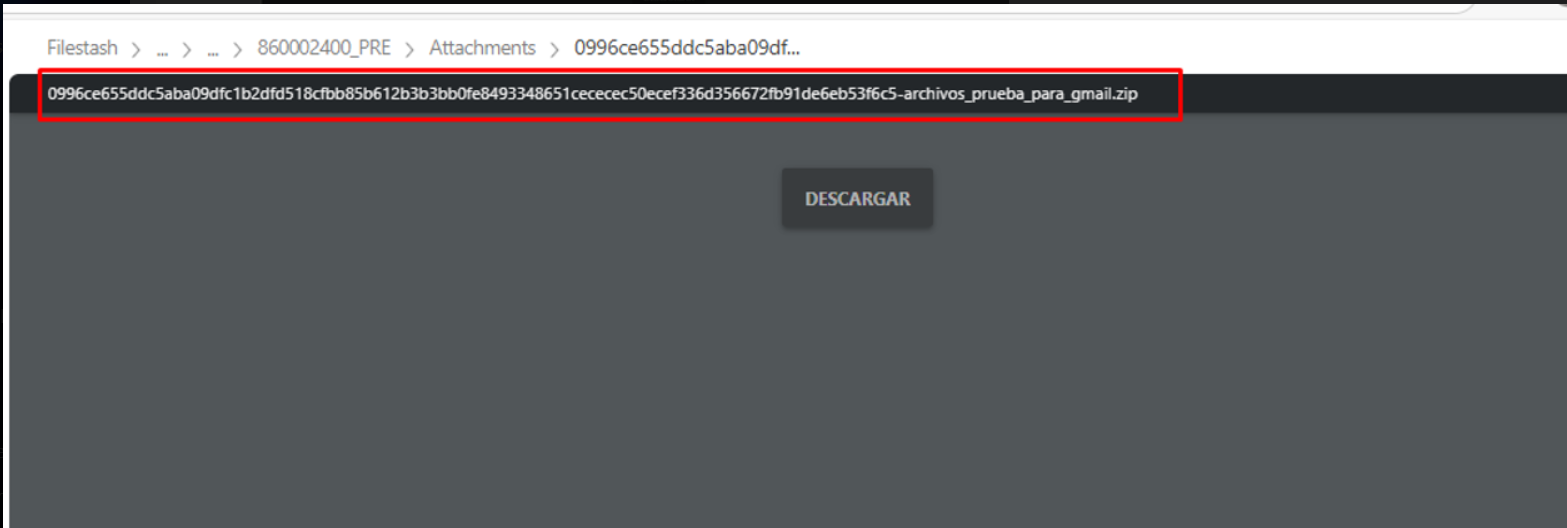 Filestash > ... > ... > 860002400_PRE > Attachments > 0996ce655ddc5aba09df...
0996ce655ddc5aba09dfc1b2dfd518cfbb85b612b3b3bb0fe8493348651cececec50ecef336d356672fb91de6eb53f6c5-archivos_prueba_para_gmail.zip
DESCARGAR